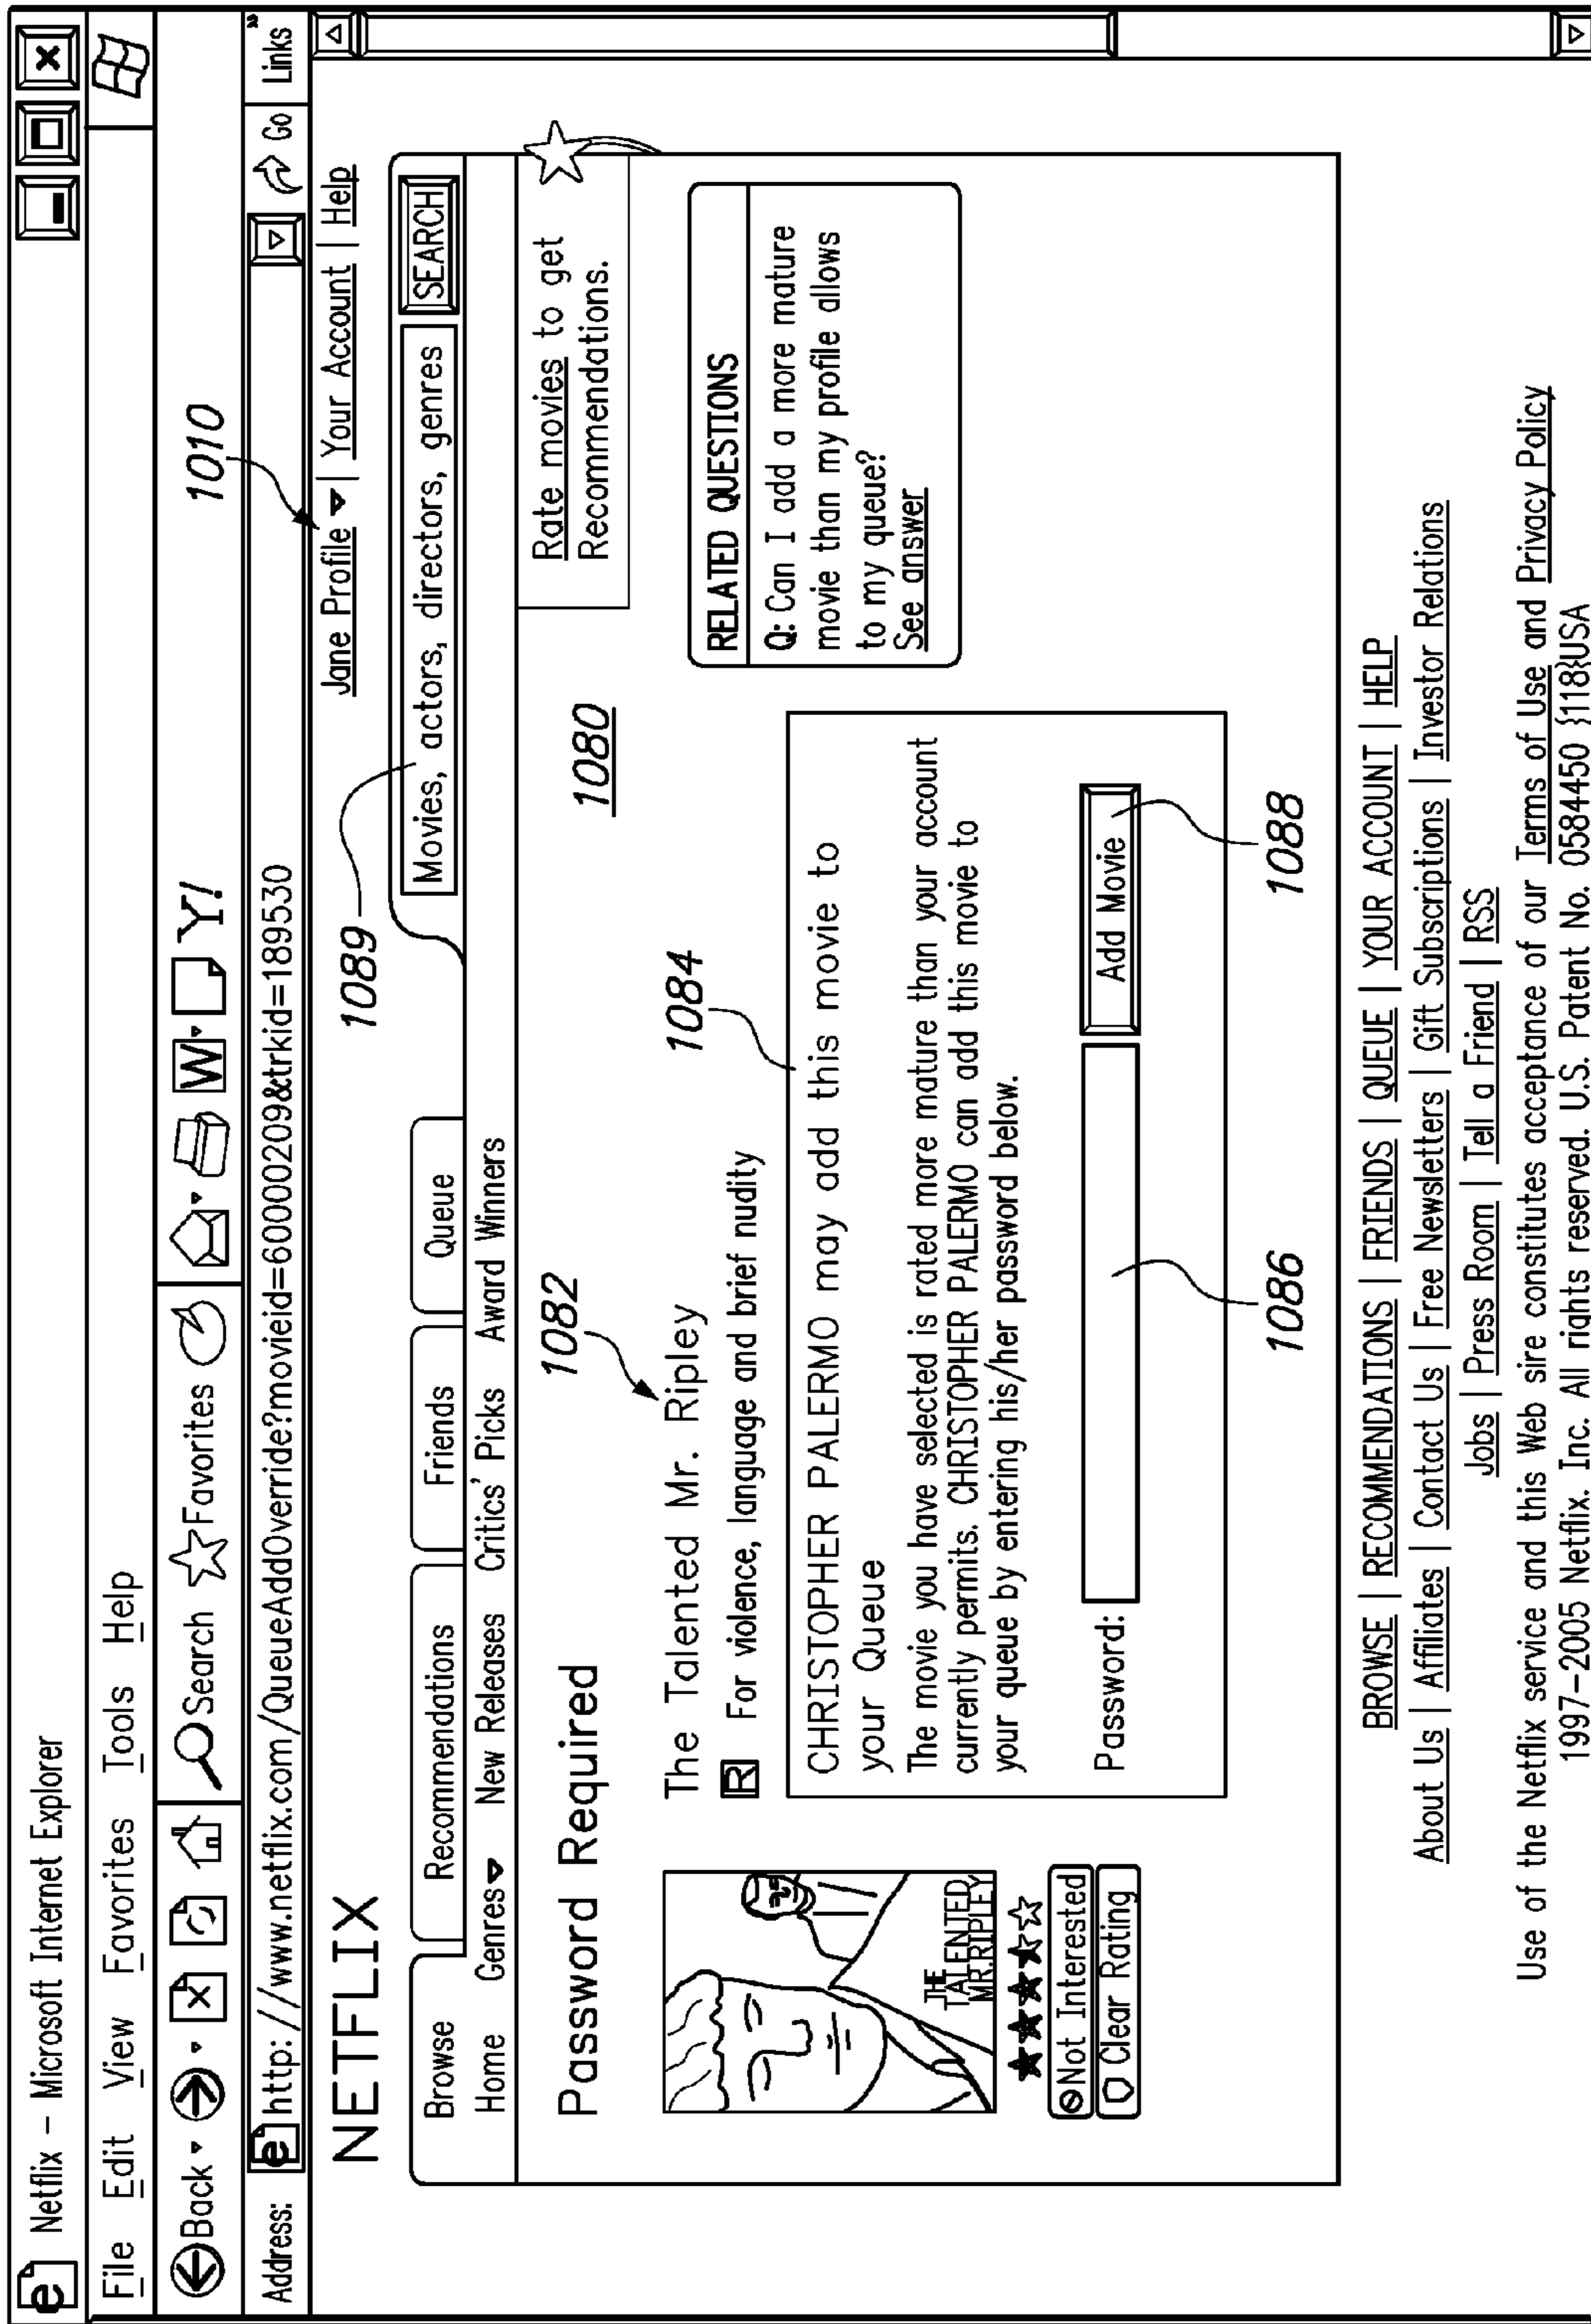 Netflix - Microsoft Internet Explorer
File Edit View Favorites Tools Help
Back Search Favorites W Y!
1010
Address: http: //www.netflix.com/QueueAddOverride?movieid=60000209&trkid=189530 Go Links »
NETFLIX
Jane Profile | Your Account | Help
1089
Browse Recommendations Friends Queue Movies, actors, directors, genres SEARCH
Home Genres New Releases Critics' Picks Award Winners
Password Required
1082
1080
Rate movies to get
Recommendations.
The Talented Mr. Ripley
1084
R For violence, language and brief nudity
RELATED QUESTIONS
Q: Can I add a more mature
movie than my profile allows
to my queue?
See answer
CHRISTOPHER PALERMO may add this movie to
your Queue
The movie you have selected is rated more mature than your account
currently permits. CHRISTOPHER PALERMO can add this movie to
your queue by entering his/her password below.
THE
TALENTED
MR.RIPLEY
Not Interested
Clear Rating
Password: Add Movie
1086
1088
BROWSE | RECOMMENDATIONS | FRIENDS | QUEUE | YOUR ACCOUNT | HELP
About Us | Affiliates | Contact Us | Free Newsletters | Gift Subscriptions | Investor Relations
Jobs | Press Room | Tell a Friend | RSS
Use of the Netflix service and this Web sire constitutes acceptance of our Terms of Use and Privacy Policy
1997-2005 Netflix. Inc. All rights reserved. U.S. Patent No. 0584450 }118}USA